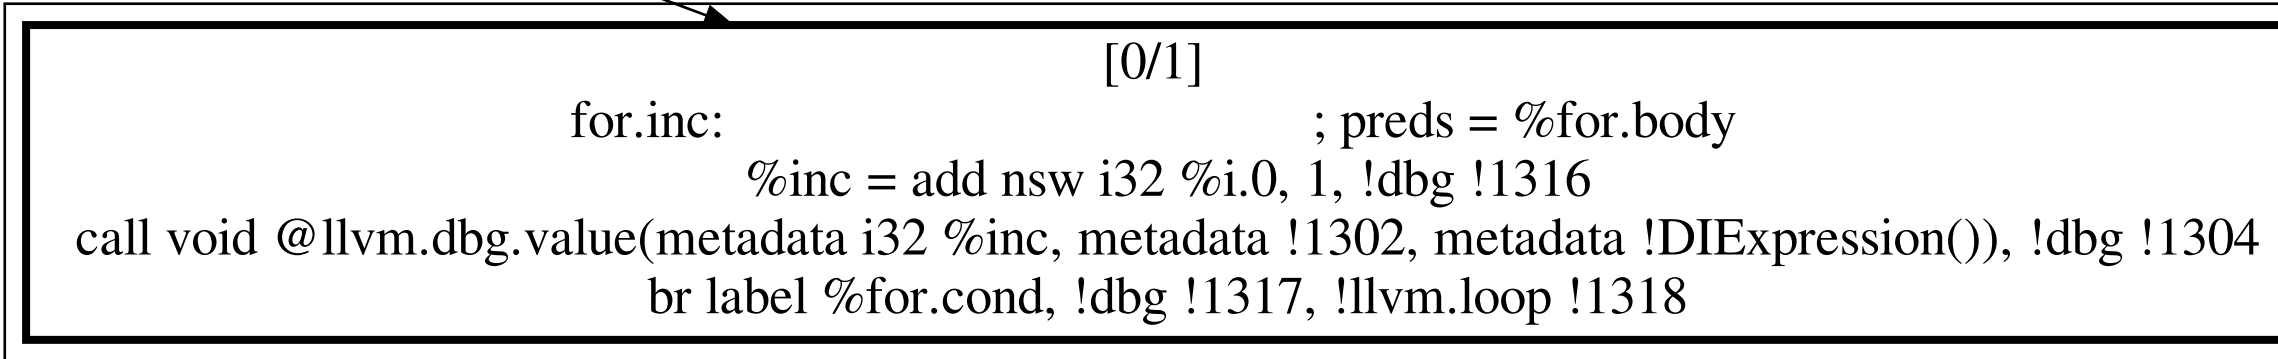 [0/1]
for.inc: ; preds = %for.body
%inc = add nsw i32 %i.0, 1, !dbg !1316
call void @llvm.dbg.value(metadata i32 %inc, metadata !1302, metadata !DIExpression()), !dbg !1304
br label %for.cond, !dbg !1317, !llvm.loop !1318